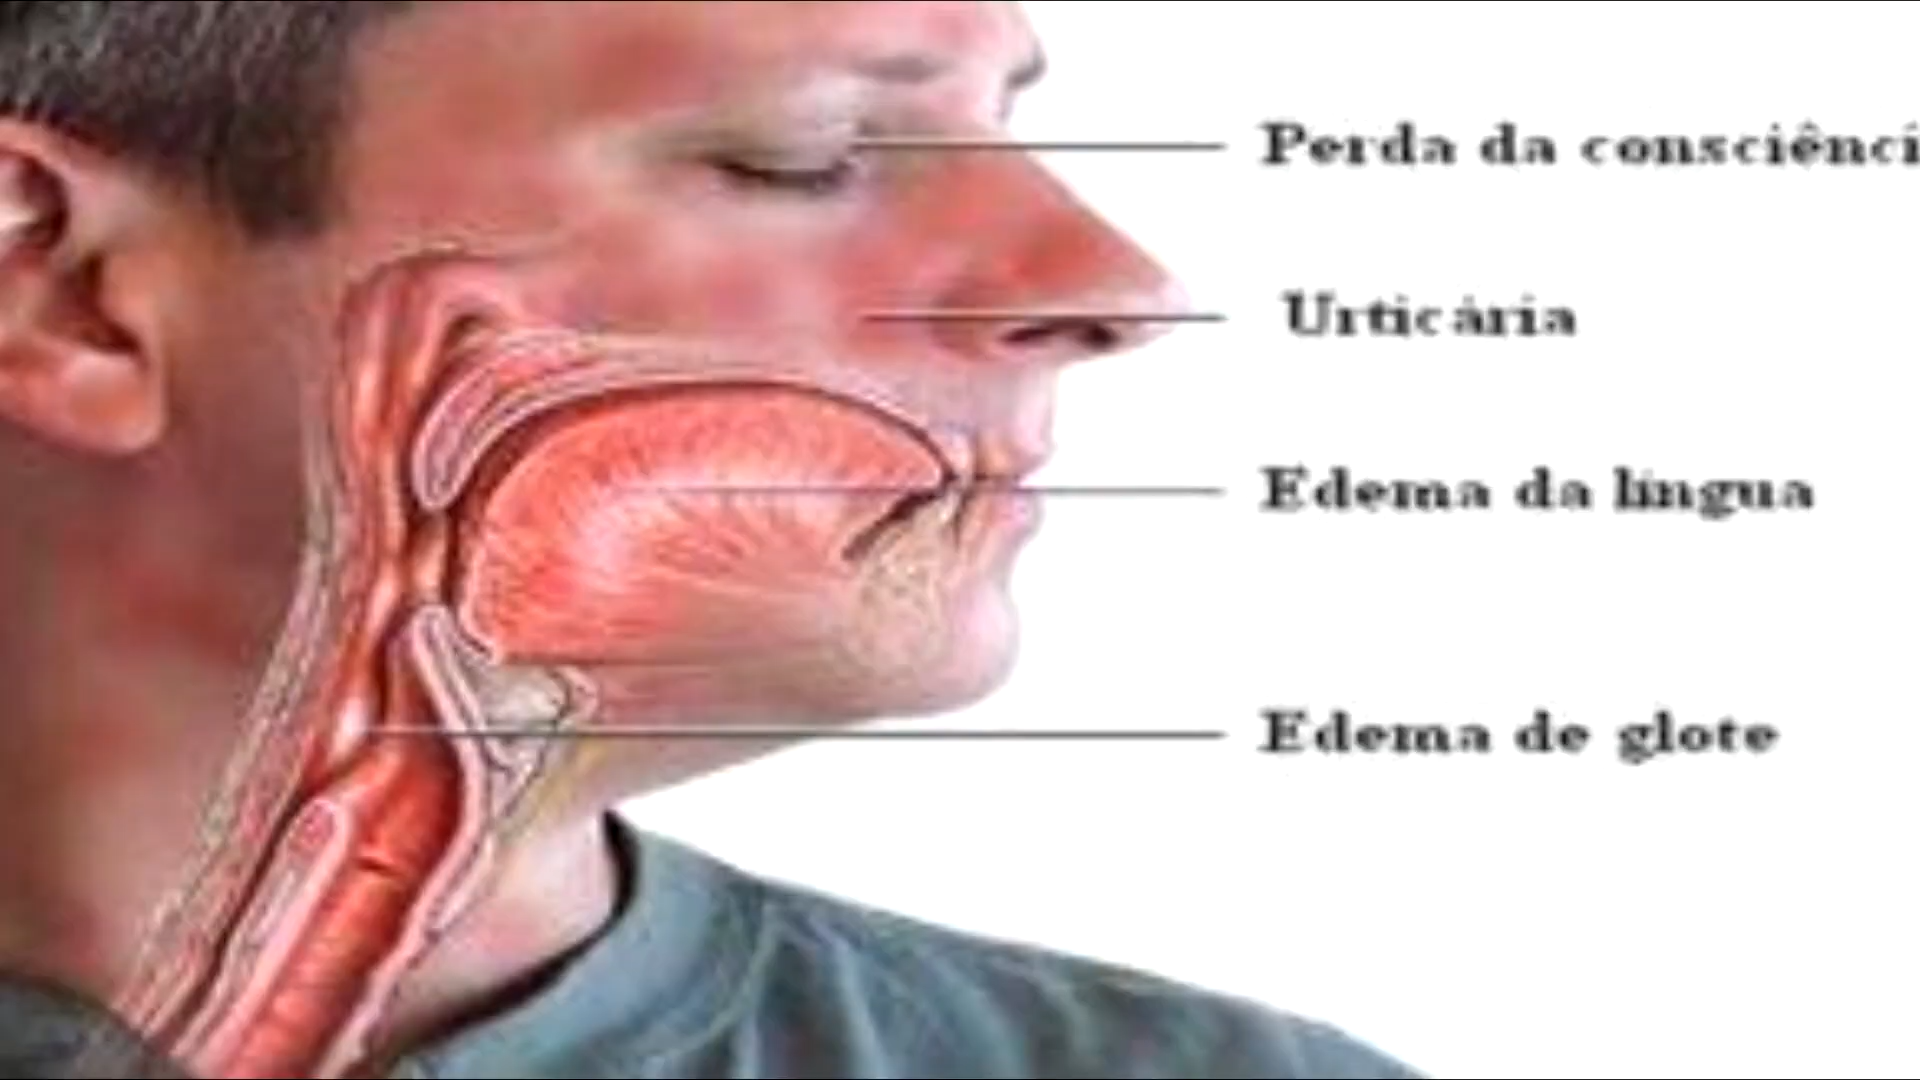 Perda da consciênci
Urticária
Edema da língua
Edema de glote